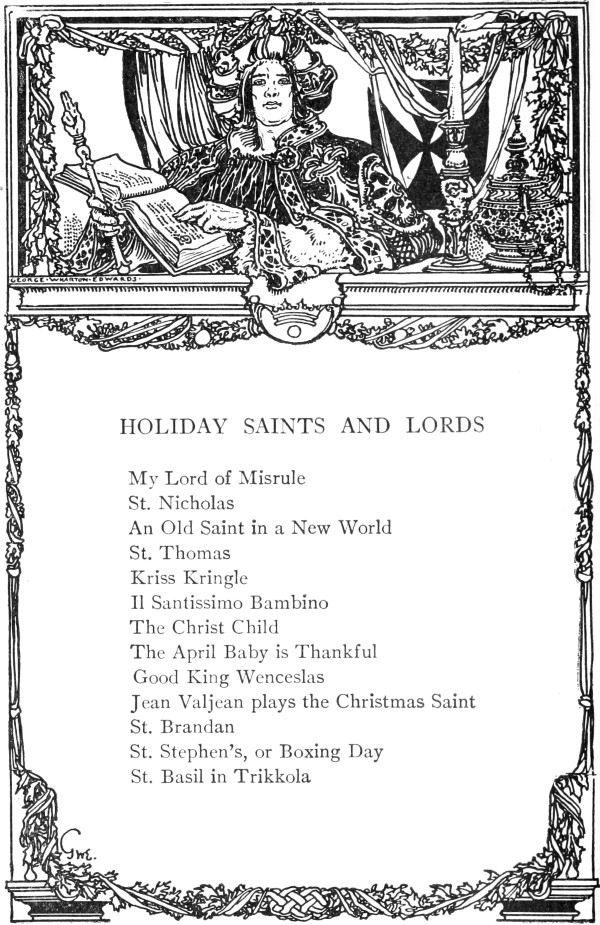 GEORGE·WHARTON·EDWARDS·
HOLIDAY SAINTS AND LORDS
My Lord of Misrule
St. Nicholas
An Old Saint in a New World
St. Thomas
Kriss Kringle
Il Santissimo Bambino
The Christ Child
The April Baby is Thankful
Good King Wenceslas
Jean Valjean plays the Christmas Saint
St. Brandan
St. Stephen's, or Boxing Day
St. Basil in Trikkola
GWE.